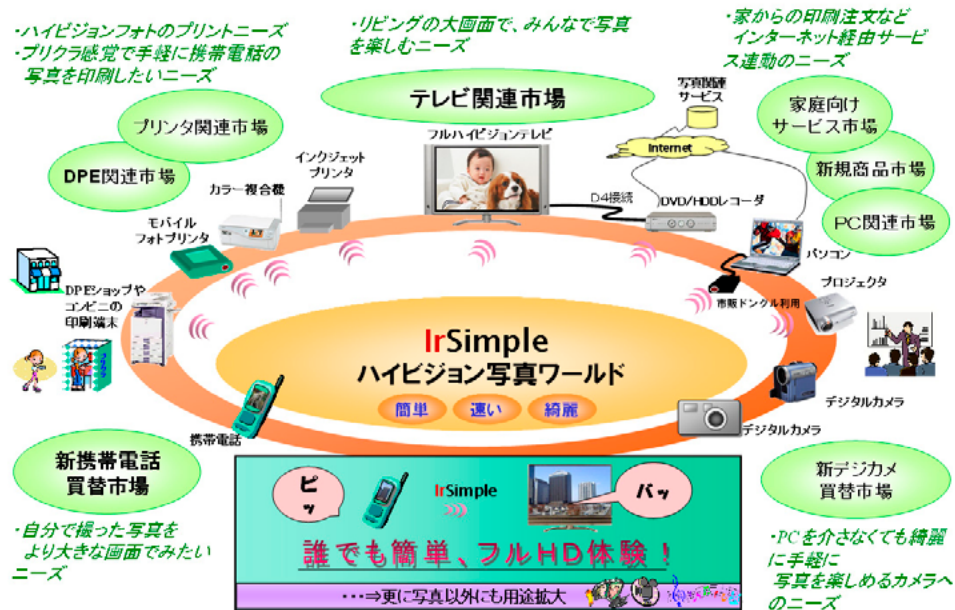 ・ハイビジョンフォトのプリントニーズ
・プリクラ感覚で手軽に携帯電話の
写真を印刷したいニーズ
・リビングの大画面で、みんなで写真
を楽しむニーズ
・家からの印刷注文など
インターネット経由サービ
ス連動のニーズ
テレビ関連市場
写真関連
サービス
家庭向け
サービス市場
プリンタ関連市場
フルハイビジョンテレビ
Internet
新規商品市場
DPE関連市場
インクジェット
プリンタ
カラー複合機
D4接続
DVD/HDDレコーダ
PC関連市場
モバイル
フォトプリンタ
パソコン
DPEショップや
コンビニの
印刷端末
市販ドングル利用
プロジェクタ
プリクラ
IrSimple
ハイビジョン写真ワールド
簡単
速い
綺麗
携帯電話
デジタルカメラ
デジタルカメラ
新携帯電話
買替市場
ピッ
IrSimple
パッ
新デジカメ
買替市場
誰でも簡単、フルHD体験!
・・・⇒更に写真以外にも用途拡大
・自分で撮った写真を
より大きな画面でみたい
ニーズ
・PCを介さなくても綺麗
に手軽に
写真を楽しめるカメラへ
のニーズ